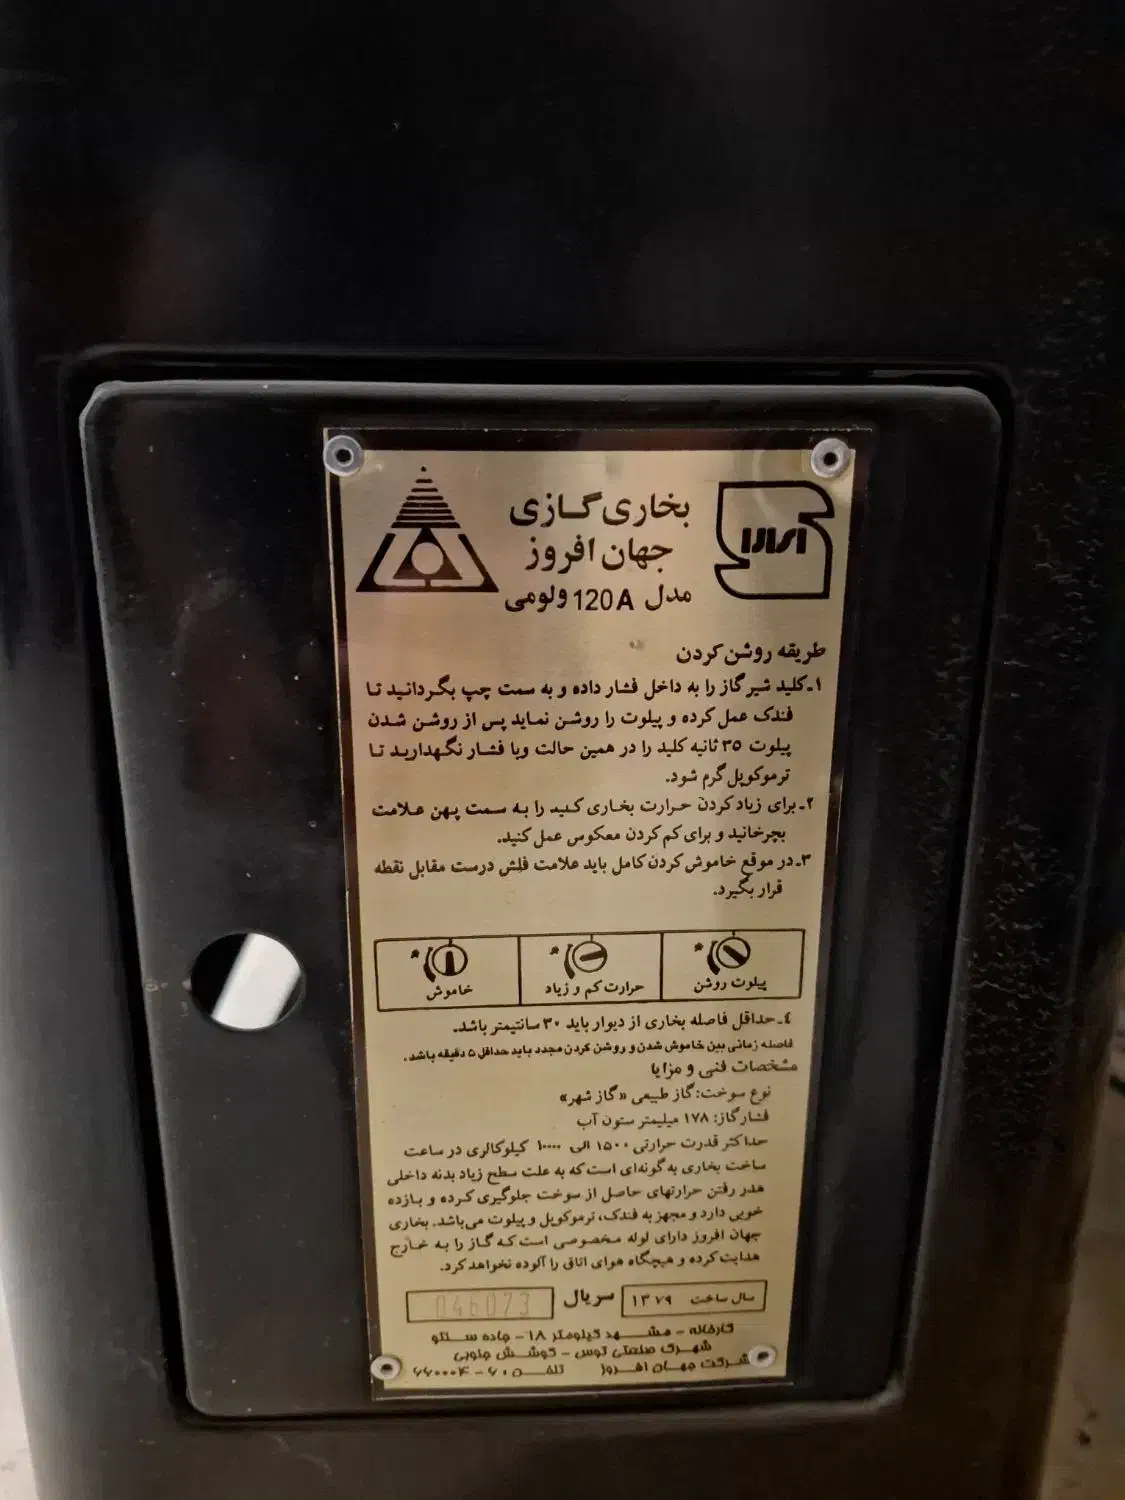 بخاری گازی
جهان افروز
مدل 120A ولومی
طریقه روشن کردن
۱ـ کلید شیر گاز را به داخل فشار داده و به سمت چپ بگردانید تا
فندک عمل کرده و پیلوت را روشن نماید پس از روشن شدن
پیلوت ۳۵ ثانیه کلید را در همین حالت وبا فشار نگهدارید تا
ترموکوپل گرم شود.
۲ـ برای زیاد کردن حرارت بخاری کلید را به سمت پهن علامت
بچرخانید و برای کم کردن معکوس عمل کنید.
۳ـ در موقع خاموش کردن کامل باید علامت فلش درست مقابل نقطه
قرار بگیرد.
پیلوت روشن
حرارت کم و زیاد
خاموش
٤ـ حداقل فاصله بخاری از دیوار باید ۳۰ سانتیمتر باشد.
فاصله زمانی بین خاموش شدن و روشن کردن مجدد باید حداقل ۵ دقیقه باشد.
مشخصات فنی و مزایا
نوع سوخت: گاز طبیعی «گاز شهر»
فشار گاز: ۱۷۸ میلیمتر ستون آب
حداکثر قدرت حرارتی ۱۵۰۰ الی ۱۰۰۰۰ کیلوکالری در ساعت
ساخت بخاری به گونه‌ای است که به علت سطح زیاد بدنه داخلی
هدر رفتن حرارتهای حاصل از سوخت جلوگیری کرده و بازده
خوبی دارد و مجهز به فندک، ترموکوپل و پیلوت می‌باشد. بخاری
جهان افروز دارای لوله مخصوصی است که گاز را به خارج
هدایت کرده و هیچگاه هوای اتاق را آلوده نخواهد کرد.
سال ساخت ۱۳۷۹ سریال 046073
کارخانه - مشهد کیلومتر ۱۸ - جاده سنتو
شهرک صنعتی توس - کوشش جنوبی
شرکت جهان افروز تلفن